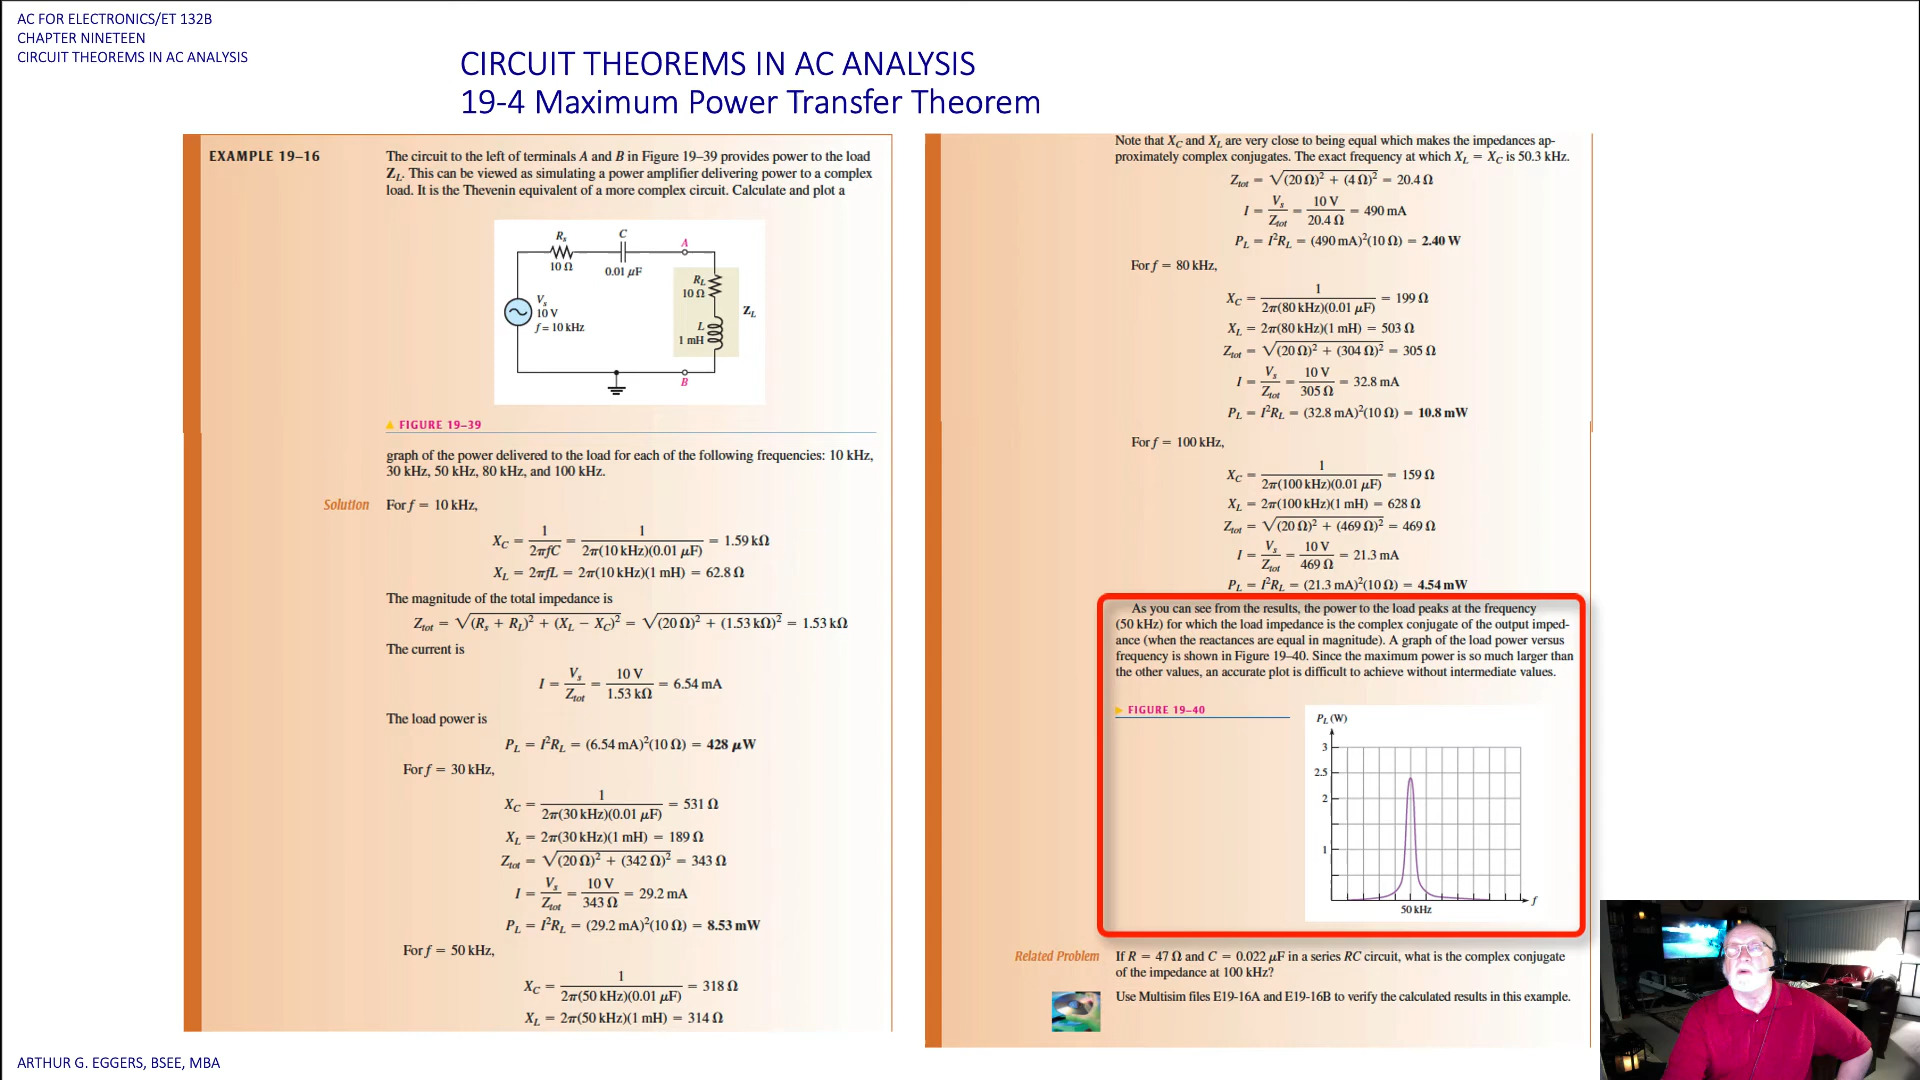 AC FOR ELECTRONICS/ET 132B
CHAPTER NINETEEN
CIRCUIT THEOREMS IN AC ANALYSIS
CIRCUIT THEOREMS IN AC ANALYSIS
19-4 Maximum Power Transfer Theorem
EXAMPLE 19–16
The circuit to the left of terminals A and B in Figure 19–39 provides power to the load
Z_L. This can be viewed as simulating a power amplifier delivering power to a complex
load. It is the Thevenin equivalent of a more complex circuit. Calculate and plot a
R_s
10 Ω
C
0.01 μF
A
R_L
10 Ω
Z_L
L
1 mH
V_s
10 V
f = 10 kHz
B
▲ FIGURE 19–39
graph of the power delivered to the load for each of the following frequencies: 10 kHz,
30 kHz, 50 kHz, 80 kHz, and 100 kHz.
Solution For f = 10 kHz,
X_C = 1/(2πfC) = 1/(2π(10 kHz)(0.01 μF)) = 1.59 kΩ
X_L = 2πfL = 2π(10 kHz)(1 mH) = 62.8 Ω
The magnitude of the total impedance is
Z_tot = √((R_s + R_L)² + (X_L − X_C)²) = √((20 Ω)² + (1.53 kΩ)²) = 1.53 kΩ
The current is
I = V_s/Z_tot = 10 V/1.53 kΩ = 6.54 mA
The load power is
P_L = I²R_L = (6.54 mA)²(10 Ω) = 428 μW
For f = 30 kHz,
X_C = 1/(2π(30 kHz)(0.01 μF)) = 531 Ω
X_L = 2π(30 kHz)(1 mH) = 189 Ω
Z_tot = √((20 Ω)² + (342 Ω)²) = 343 Ω
I = V_s/Z_tot = 10 V/343 Ω = 29.2 mA
P_L = I²R_L = (29.2 mA)²(10 Ω) = 8.53 mW
For f = 50 kHz,
X_C = 1/(2π(50 kHz)(0.01 μF)) = 318 Ω
X_L = 2π(50 kHz)(1 mH) = 314 Ω
Note that X_C and X_L are very close to being equal which makes the impedances ap-
proximately complex conjugates. The exact frequency at which X_L = X_C is 50.3 kHz.
Z_tot = √((20 Ω)² + (4 Ω)²) = 20.4 Ω
I = V_s/Z_tot = 10 V/20.4 Ω = 490 mA
P_L = I²R_L = (490 mA)²(10 Ω) = 2.40 W
For f = 80 kHz,
X_C = 1/(2π(80 kHz)(0.01 μF)) = 199 Ω
X_L = 2π(80 kHz)(1 mH) = 503 Ω
Z_tot = √((20 Ω)² + (304 Ω)²) = 305 Ω
I = V_s/Z_tot = 10 V/305 Ω = 32.8 mA
P_L = I²R_L = (32.8 mA)²(10 Ω) = 10.8 mW
For f = 100 kHz,
X_C = 1/(2π(100 kHz)(0.01 μF)) = 159 Ω
X_L = 2π(100 kHz)(1 mH) = 628 Ω
Z_tot = √((20 Ω)² + (469 Ω)²) = 469 Ω
I = V_s/Z_tot = 10 V/469 Ω = 21.3 mA
P_L = I²R_L = (21.3 mA)²(10 Ω) = 4.54 mW
As you can see from the results, the power to the load peaks at the frequency
(50 kHz) for which the load impedance is the complex conjugate of the output imped-
ance (when the reactances are equal in magnitude). A graph of the load power versus
frequency is shown in Figure 19–40. Since the maximum power is so much larger than
the other values, an accurate plot is difficult to achieve without intermediate values.
▶ FIGURE 19–40
P_L (W)
3
2.5
2
1
50 kHz
f
Related Problem If R = 47 Ω and C = 0.022 μF in a series RC circuit, what is the complex conjugate
of the impedance at 100 kHz?
Use Multisim files E19-16A and E19-16B to verify the calculated results in this example.
ARTHUR G. EGGERS, BSEE, MBA